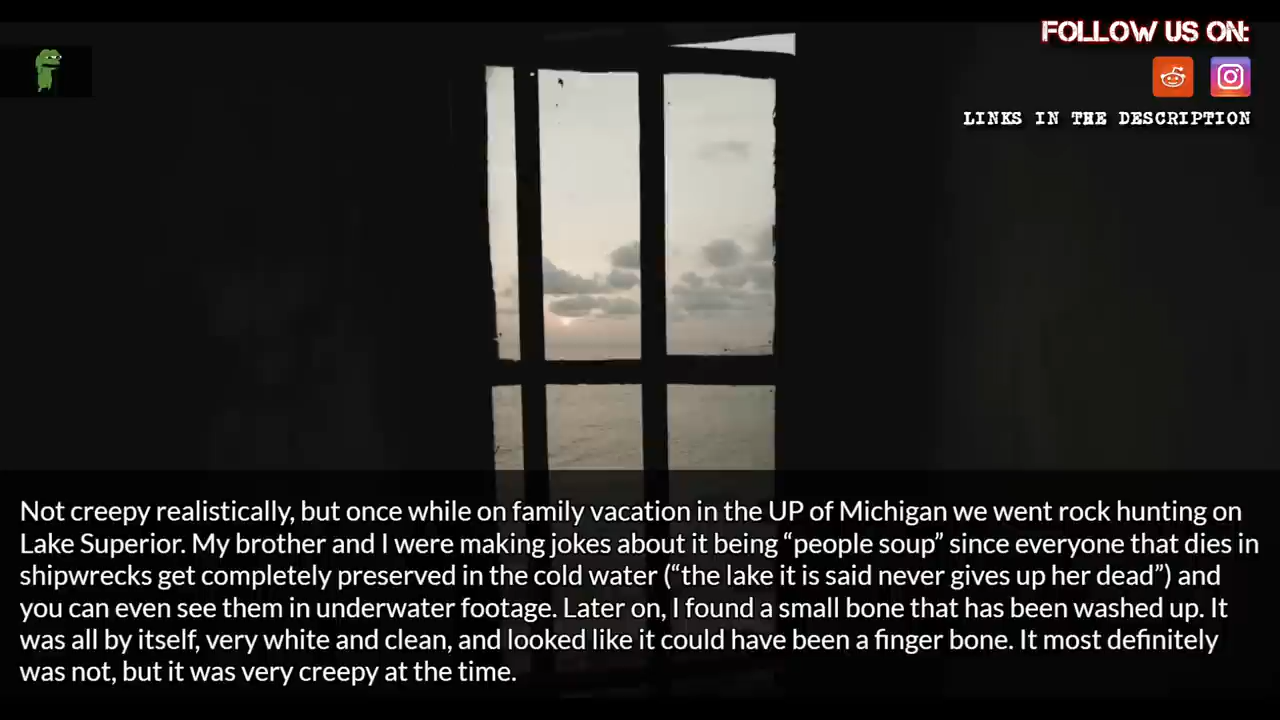 FOLLOW US ON:
LINKS IN THE DESCRIPTION
Not creepy realistically, but once while on family vacation in the UP of Michigan we went rock hunting on
Lake Superior. My brother and I were making jokes about it being “people soup” since everyone that dies in
shipwrecks get completely preserved in the cold water (“the lake it is said never gives up her dead”) and
you can even see them in underwater footage. Later on, I found a small bone that has been washed up. It
was all by itself, very white and clean, and looked like it could have been a finger bone. It most definitely
was not, but it was very creepy at the time.